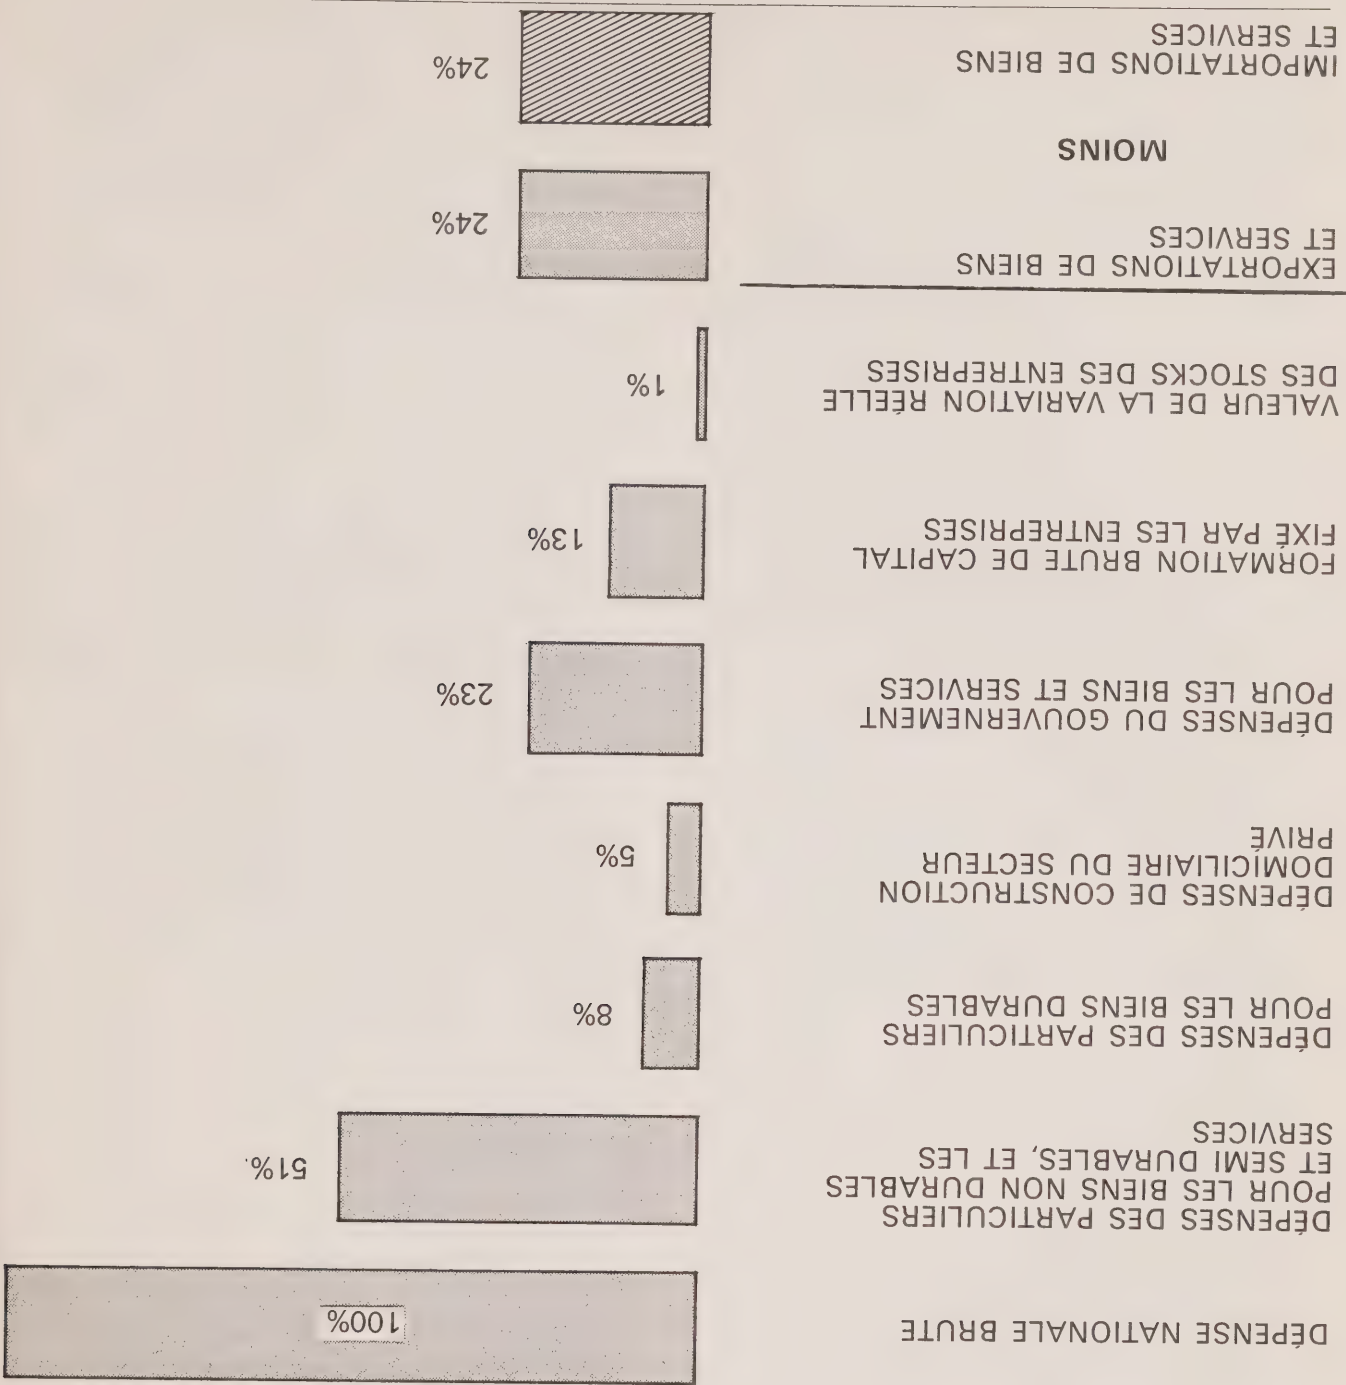 DÉPENSE NATIONALE BRUTE
100%
DÉPENSES DES PARTICULIERS
POUR LES BIENS NON DURABLES
ET SEMI DURABLES, ET LES
SERVICES
51%
DÉPENSES DES PARTICULIERS
POUR LES BIENS DURABLES
8%
DÉPENSES DE CONSTRUCTION
DOMICILIAIRE DU SECTEUR
PRIVÉ
5%
DÉPENSES DU GOUVERNEMENT
POUR LES BIENS ET SERVICES
23%
FORMATION BRUTE DE CAPITAL
FIXÉ PAR LES ENTREPRISES
13%
VALEUR DE LA VARIATION RÉELLE
DES STOCKS DES ENTREPRISES
1%
EXPORTATIONS DE BIENS
ET SERVICES
24%
MOINS
IMPORTATIONS DE BIENS
ET SERVICES
24%